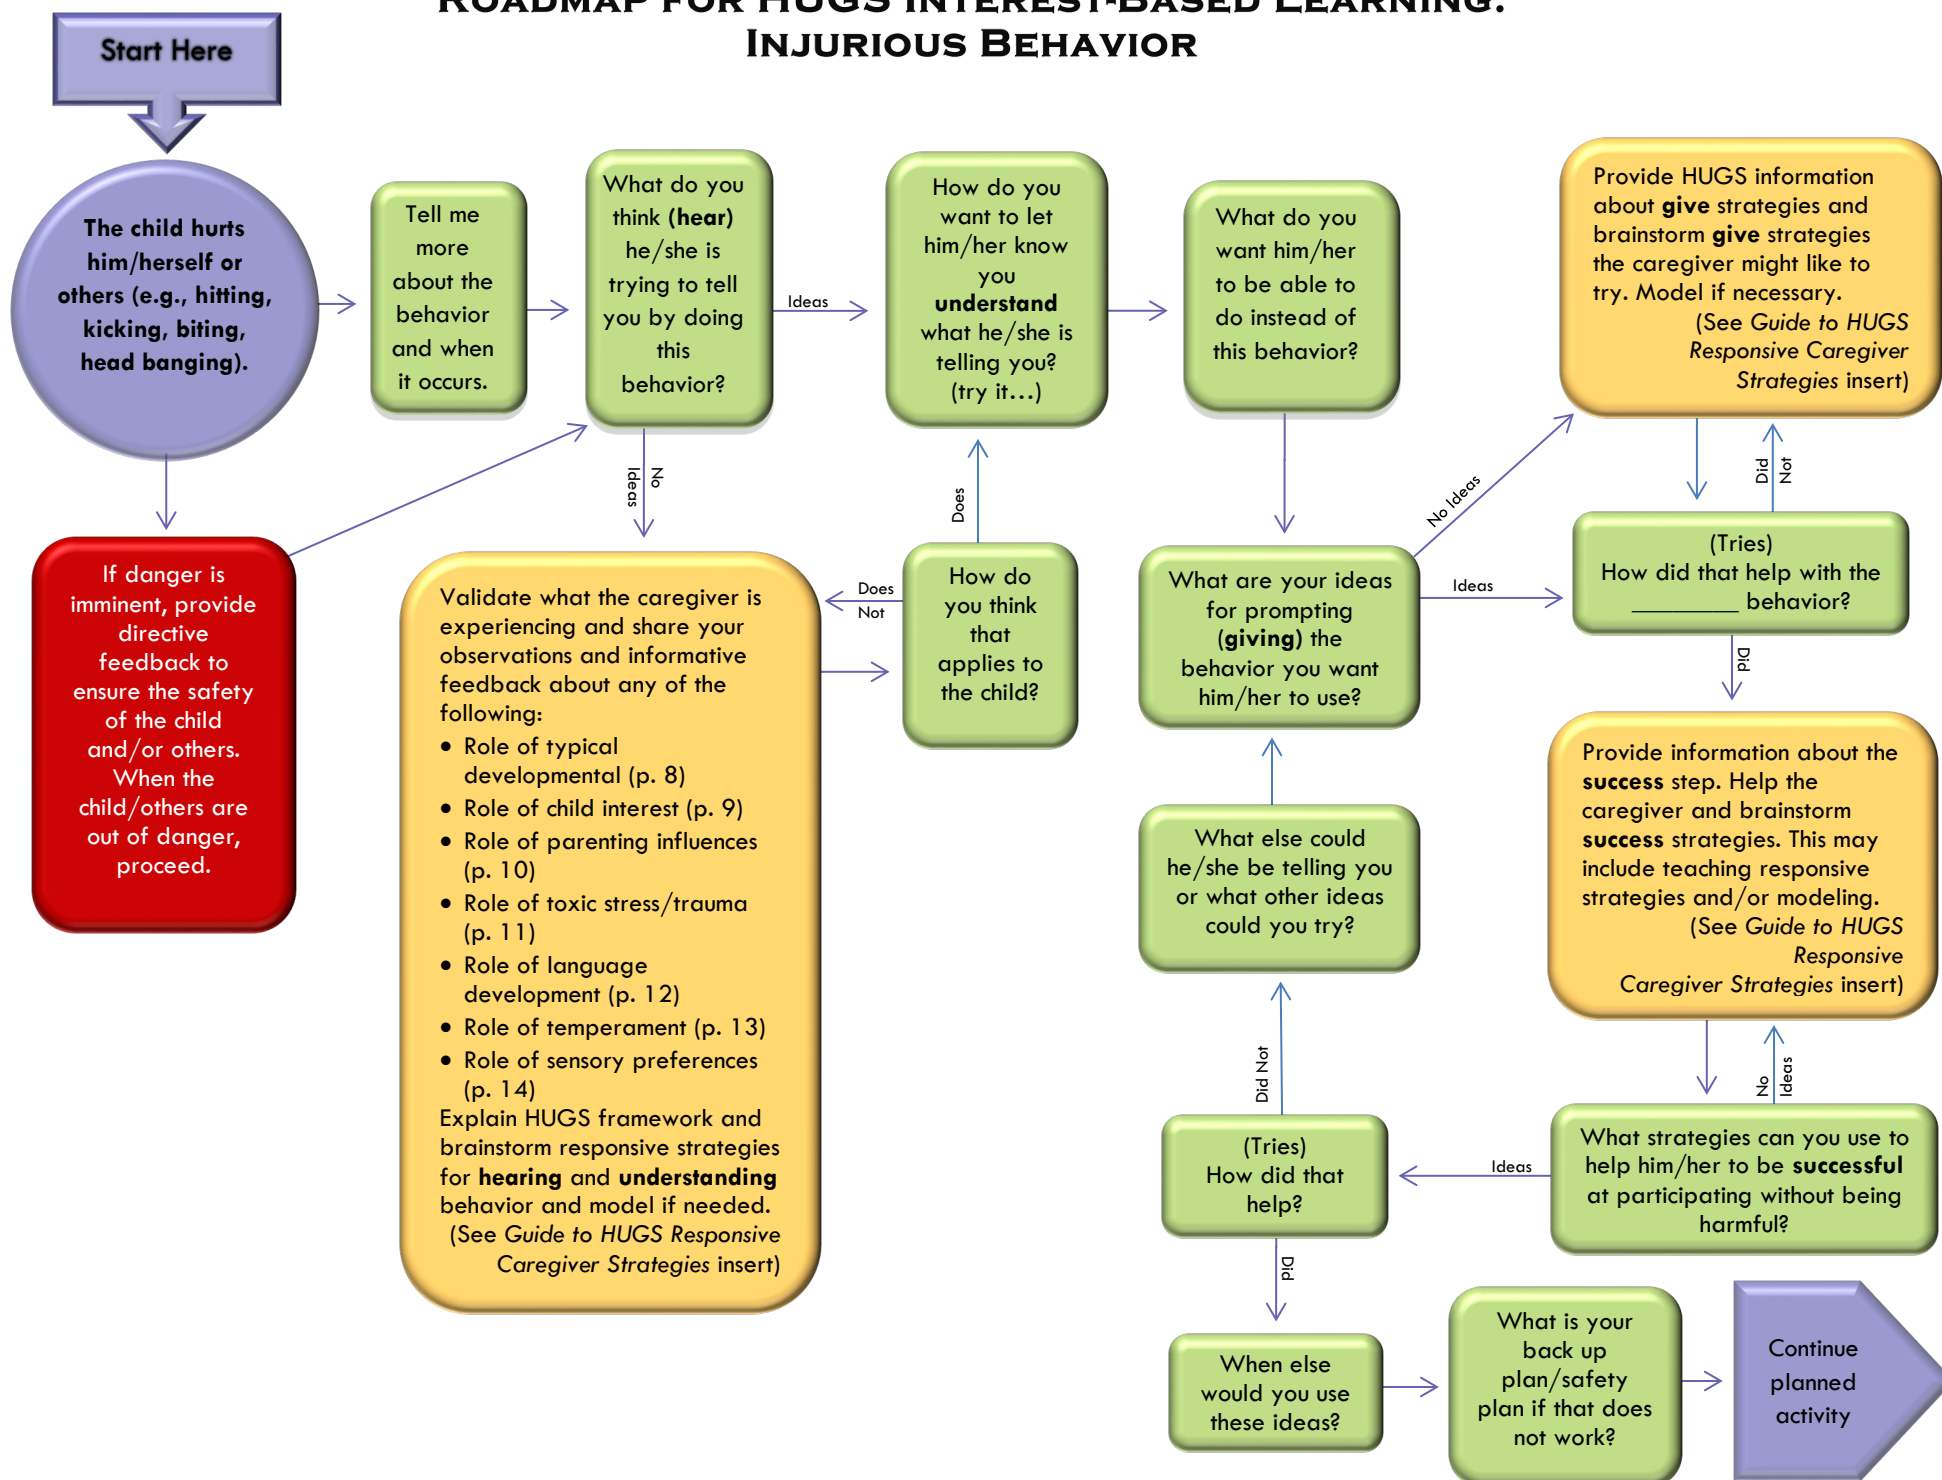 ROADMAP FOR HUGS INTEREST-BASED LEARNING:
INJURIOUS BEHAVIOR
Start Here
The child hurts
him/herself or
others (e.g., hitting,
kicking, biting,
head banging).
Tell me
more
about the
behavior
and when
it occurs.
What do you
think (hear)
he/she is
trying to tell
you by doing
this
behavior?
Ideas
How do you
want to let
him/her know
you
understand
what he/she is
telling you?
(try it…)
What do you
want him/her
to be able to
do instead of
this behavior?
Provide HUGS information
about give strategies and
brainstorm give strategies
the caregiver might like to
try. Model if necessary.
(See Guide to HUGS
Responsive Caregiver
Strategies insert)
No
Ideas
Does
No Ideas
Did
Not
If danger is
imminent, provide
directive
feedback to
ensure the safety
of the child
and/or others.
When the
child/others are
out of danger,
proceed.
Validate what the caregiver is
experiencing and share your
observations and informative
feedback about any of the
following:
• Role of typical
developmental (p. 8)
• Role of child interest (p. 9)
• Role of parenting influences
(p. 10)
• Role of toxic stress/trauma
(p. 11)
• Role of language
development (p. 12)
• Role of temperament (p. 13)
• Role of sensory preferences
(p. 14)
Explain HUGS framework and
brainstorm responsive strategies
for hearing and understanding
behavior and model if needed.
(See Guide to HUGS Responsive
Caregiver Strategies insert)
Does
Not
How do
you think
that
applies to
the child?
What are your ideas
for prompting
(giving) the
behavior you want
him/her to use?
Ideas
(Tries)
How did that help with the
_________ behavior?
Did
Provide information about the
success step. Help the
caregiver and brainstorm
success strategies. This may
include teaching responsive
strategies and/or modeling.
(See Guide to HUGS
Responsive
Caregiver Strategies insert)
What else could
he/she be telling you
or what other ideas
could you try?
Did Not
No
Ideas
What strategies can you use to
help him/her to be successful
at participating without being
harmful?
Ideas
(Tries)
How did that
help?
Did
When else
would you use
these ideas?
What is your
back up
plan/safety
plan if that does
not work?
Continue
planned
activity